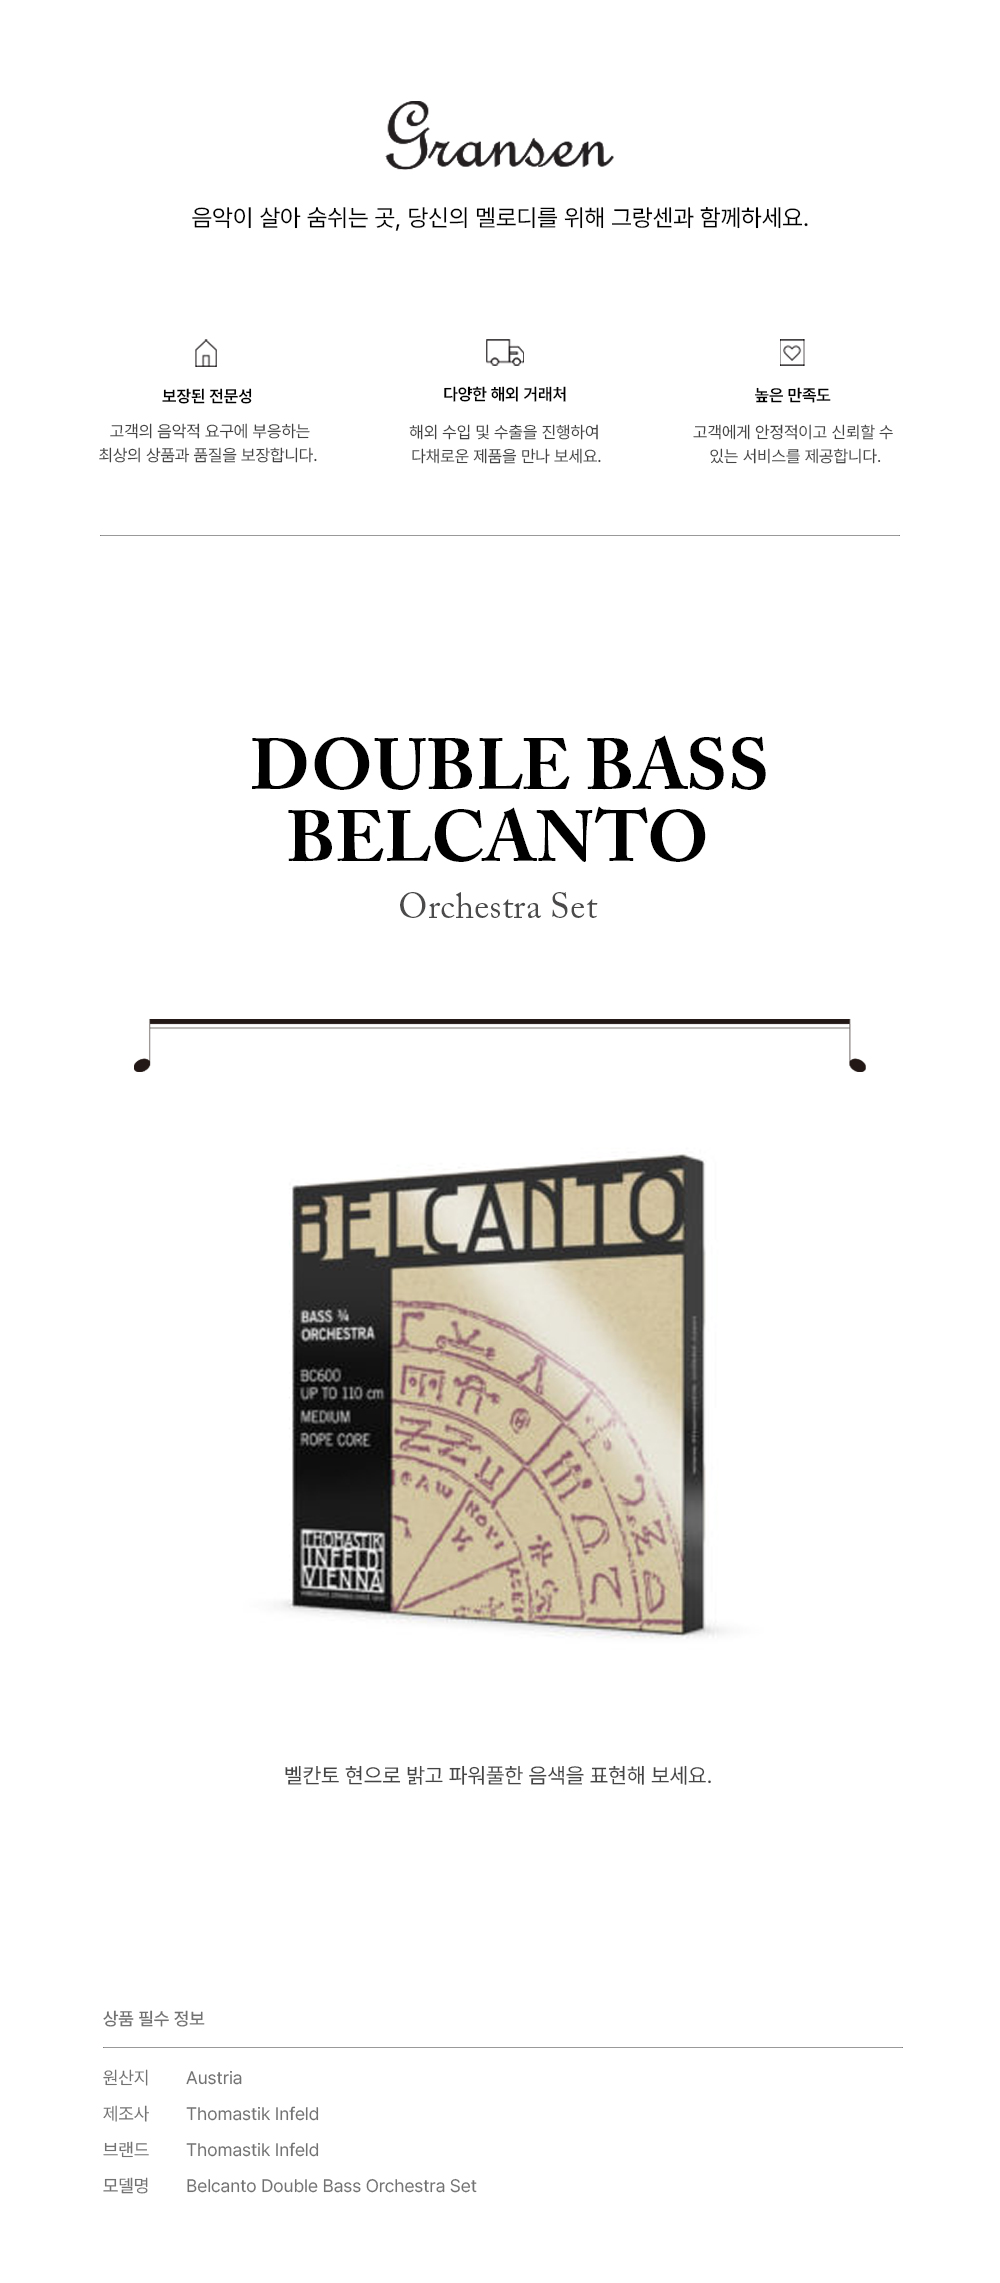 Gransen
음악이 살아 숨쉬는 곳, 당신의 멜로디를 위해 그랑센과 함께하세요.
보장된 전문성
고객의 음악적 요구에 부응하는
최상의 상품과 품질을 보장합니다.
다양한 해외 거래처
해외 수입 및 수출을 진행하여
다채로운 제품을 만나 보세요.
높은 만족도
고객에게 안정적이고 신뢰할 수
있는 서비스를 제공합니다.
DOUBLE BASS
BELCANTO
Orchestra Set
BELCANTO
BASS ¾
ORCHESTRA
BC600
UP TO 110 cm
MEDIUM
ROPE CORE
THOMASTIK
INFELD
VIENNA
벨칸토 현으로 밝고 파워풀한 음색을 표현해 보세요.
상품 필수 정보
원산지 Austria
제조사 Thomastik Infeld
브랜드 Thomastik Infeld
모델명 Belcanto Double Bass Orchestra Set